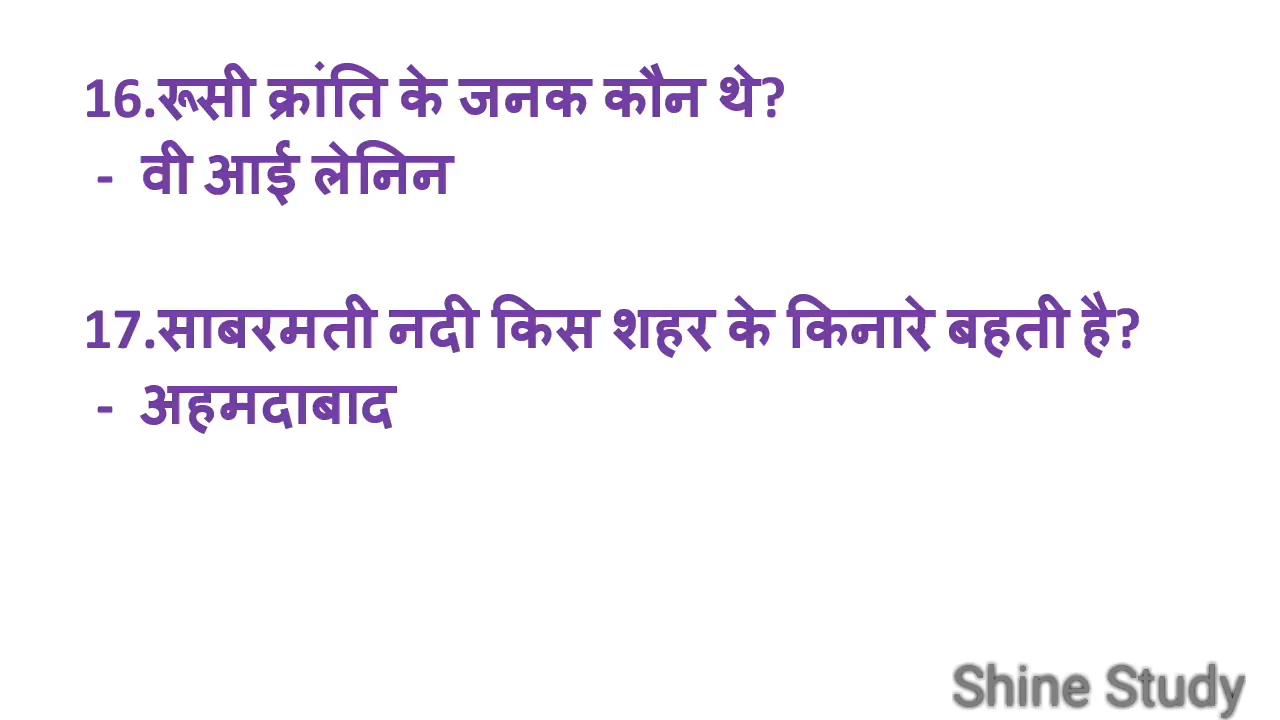 16.रूसी क्रांति के जनक कौन थे?
- वी आई लेनिन
17.साबरमती नदी किस शहर के किनारे बहती है?
- अहमदाबाद
Shine Study